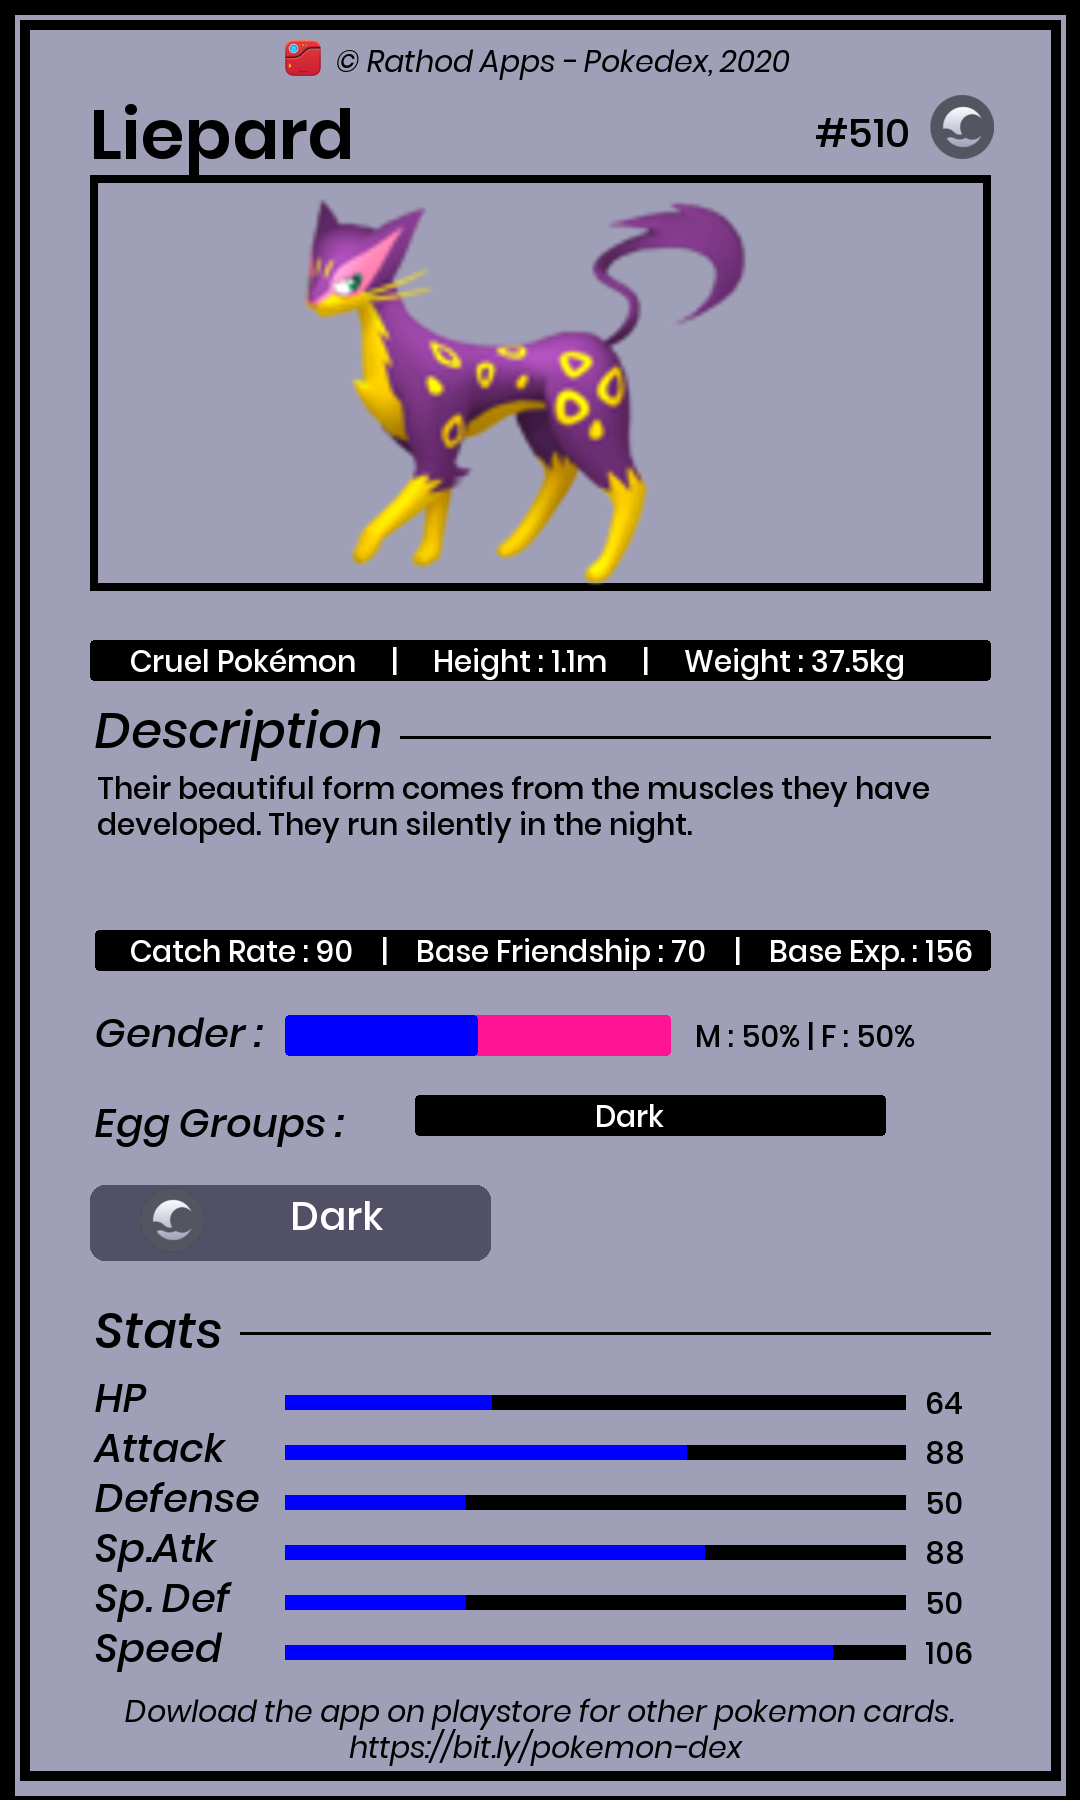 © Rathod Apps - Pokedex, 2020
Liepard #510
Cruel Pokémon | Height : 1.1m | Weight : 37.5kg
Description
Their beautiful form comes from the muscles they have
developed. They run silently in the night.
Catch Rate : 90 | Base Friendship : 70 | Base Exp. : 156
Gender : M : 50% | F : 50%
Egg Groups : Dark
Dark
Stats
HP 64
Attack 88
Defense 50
Sp.Atk 88
Sp. Def 50
Speed 106
Dowload the app on playstore for other pokemon cards.
https://bit.ly/pokemon-dex